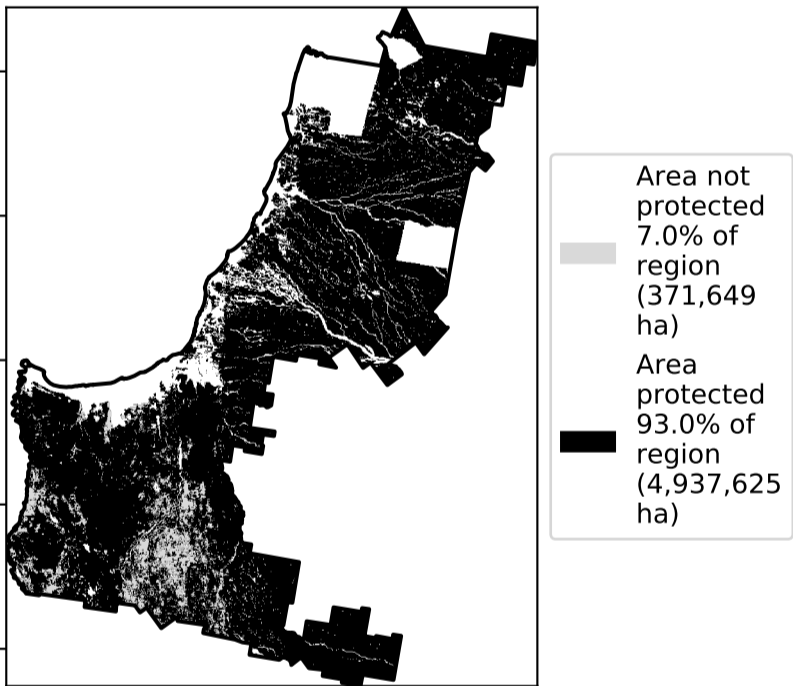 Area not
protected
7.0% of
region
(371,649
ha)
Area
protected
93.0% of
region
(4,937,625
ha)